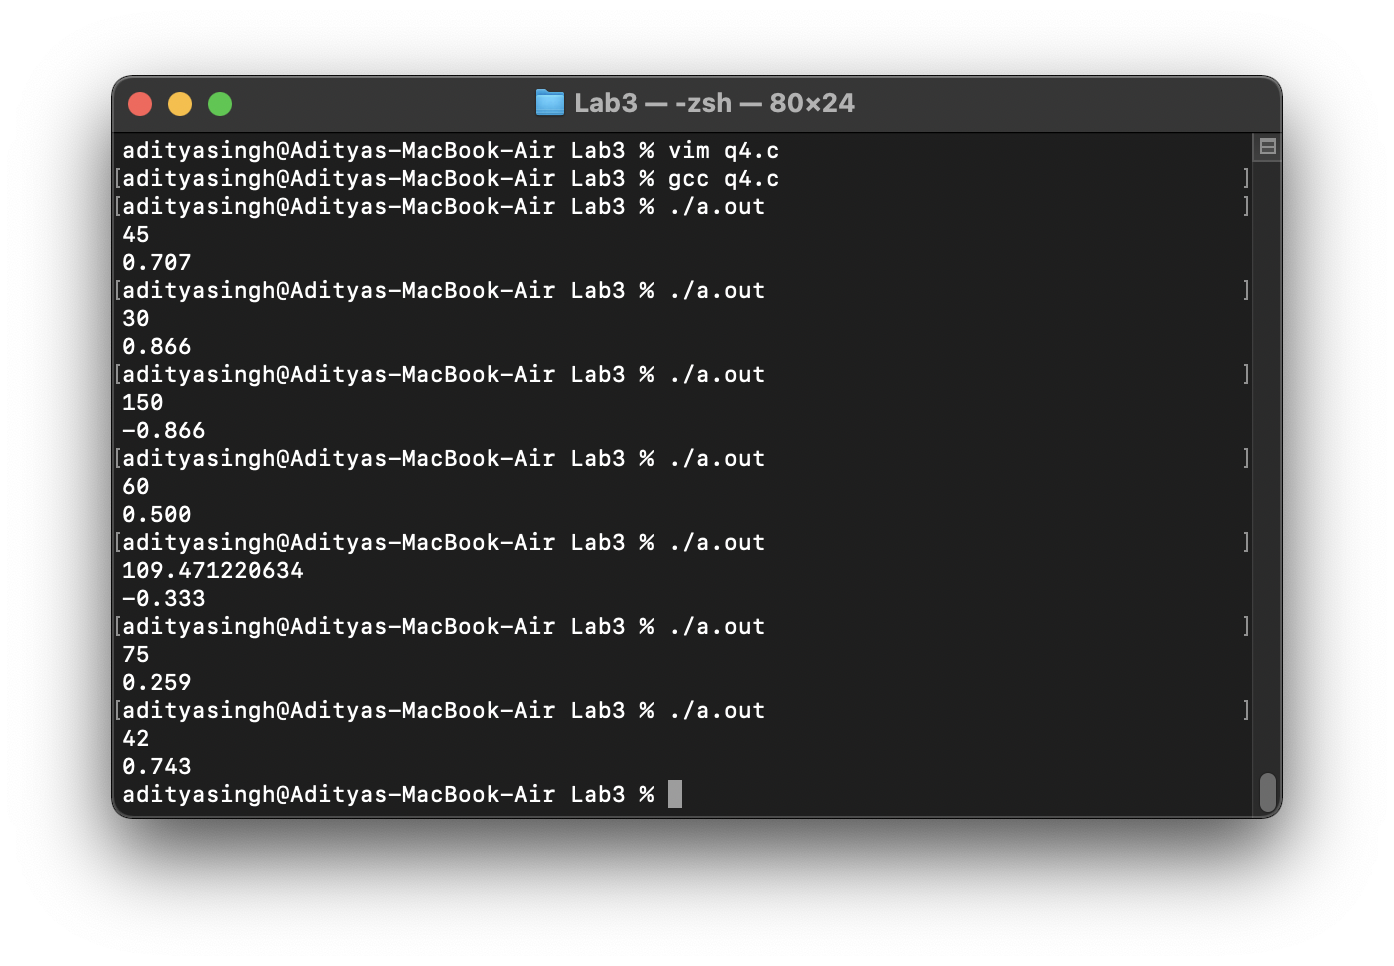 Lab3 — -zsh — 80×24
adityasingh@Adityas-MacBook-Air Lab3 % vim q4.c
[adityasingh@Adityas-MacBook-Air Lab3 % gcc q4.c ]
[adityasingh@Adityas-MacBook-Air Lab3 % ./a.out ]
45
0.707
[adityasingh@Adityas-MacBook-Air Lab3 % ./a.out ]
30
0.866
[adityasingh@Adityas-MacBook-Air Lab3 % ./a.out ]
150
-0.866
[adityasingh@Adityas-MacBook-Air Lab3 % ./a.out ]
60
0.500
[adityasingh@Adityas-MacBook-Air Lab3 % ./a.out ]
109.471220634
-0.333
[adityasingh@Adityas-MacBook-Air Lab3 % ./a.out ]
75
0.259
[adityasingh@Adityas-MacBook-Air Lab3 % ./a.out ]
42
0.743
adityasingh@Adityas-MacBook-Air Lab3 %